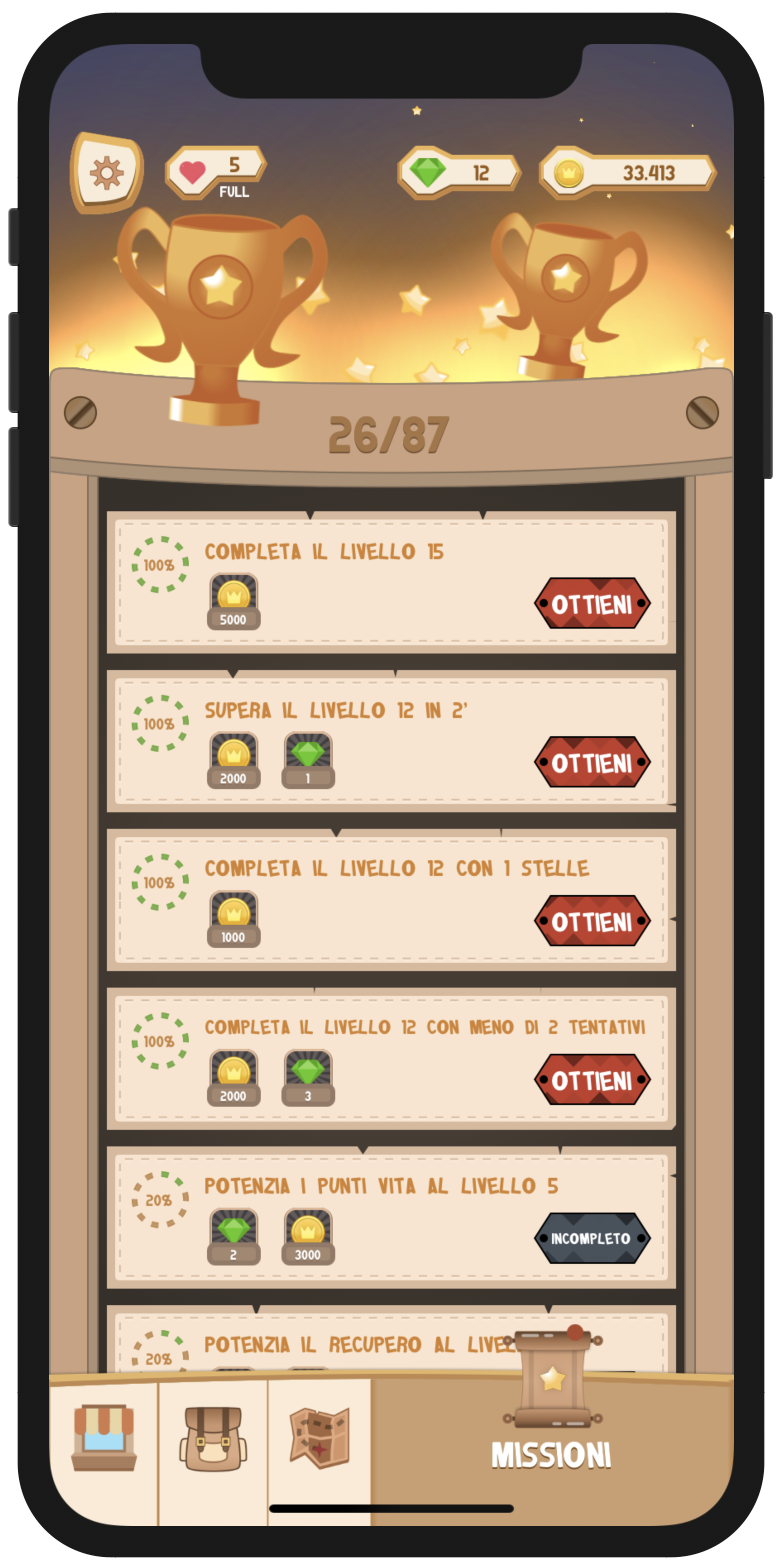 5
FULL
12
33.413
26/87
100%
COMPLETA IL LIVELLO 15
5000
OTTIENI
100%
SUPERA IL LIVELLO 12 IN 2'
2000
1
OTTIENI
100%
COMPLETA IL LIVELLO 12 CON 1 STELLE
1000
OTTIENI
100%
COMPLETA IL LIVELLO 12 CON MENO DI 2 TENTATIVI
2000
3
OTTIENI
20%
POTENZIA I PUNTI VITA AL LIVELLO 5
2
3000
INCOMPLETO
20%
POTENZIA IL RECUPERO AL
MISSIONI